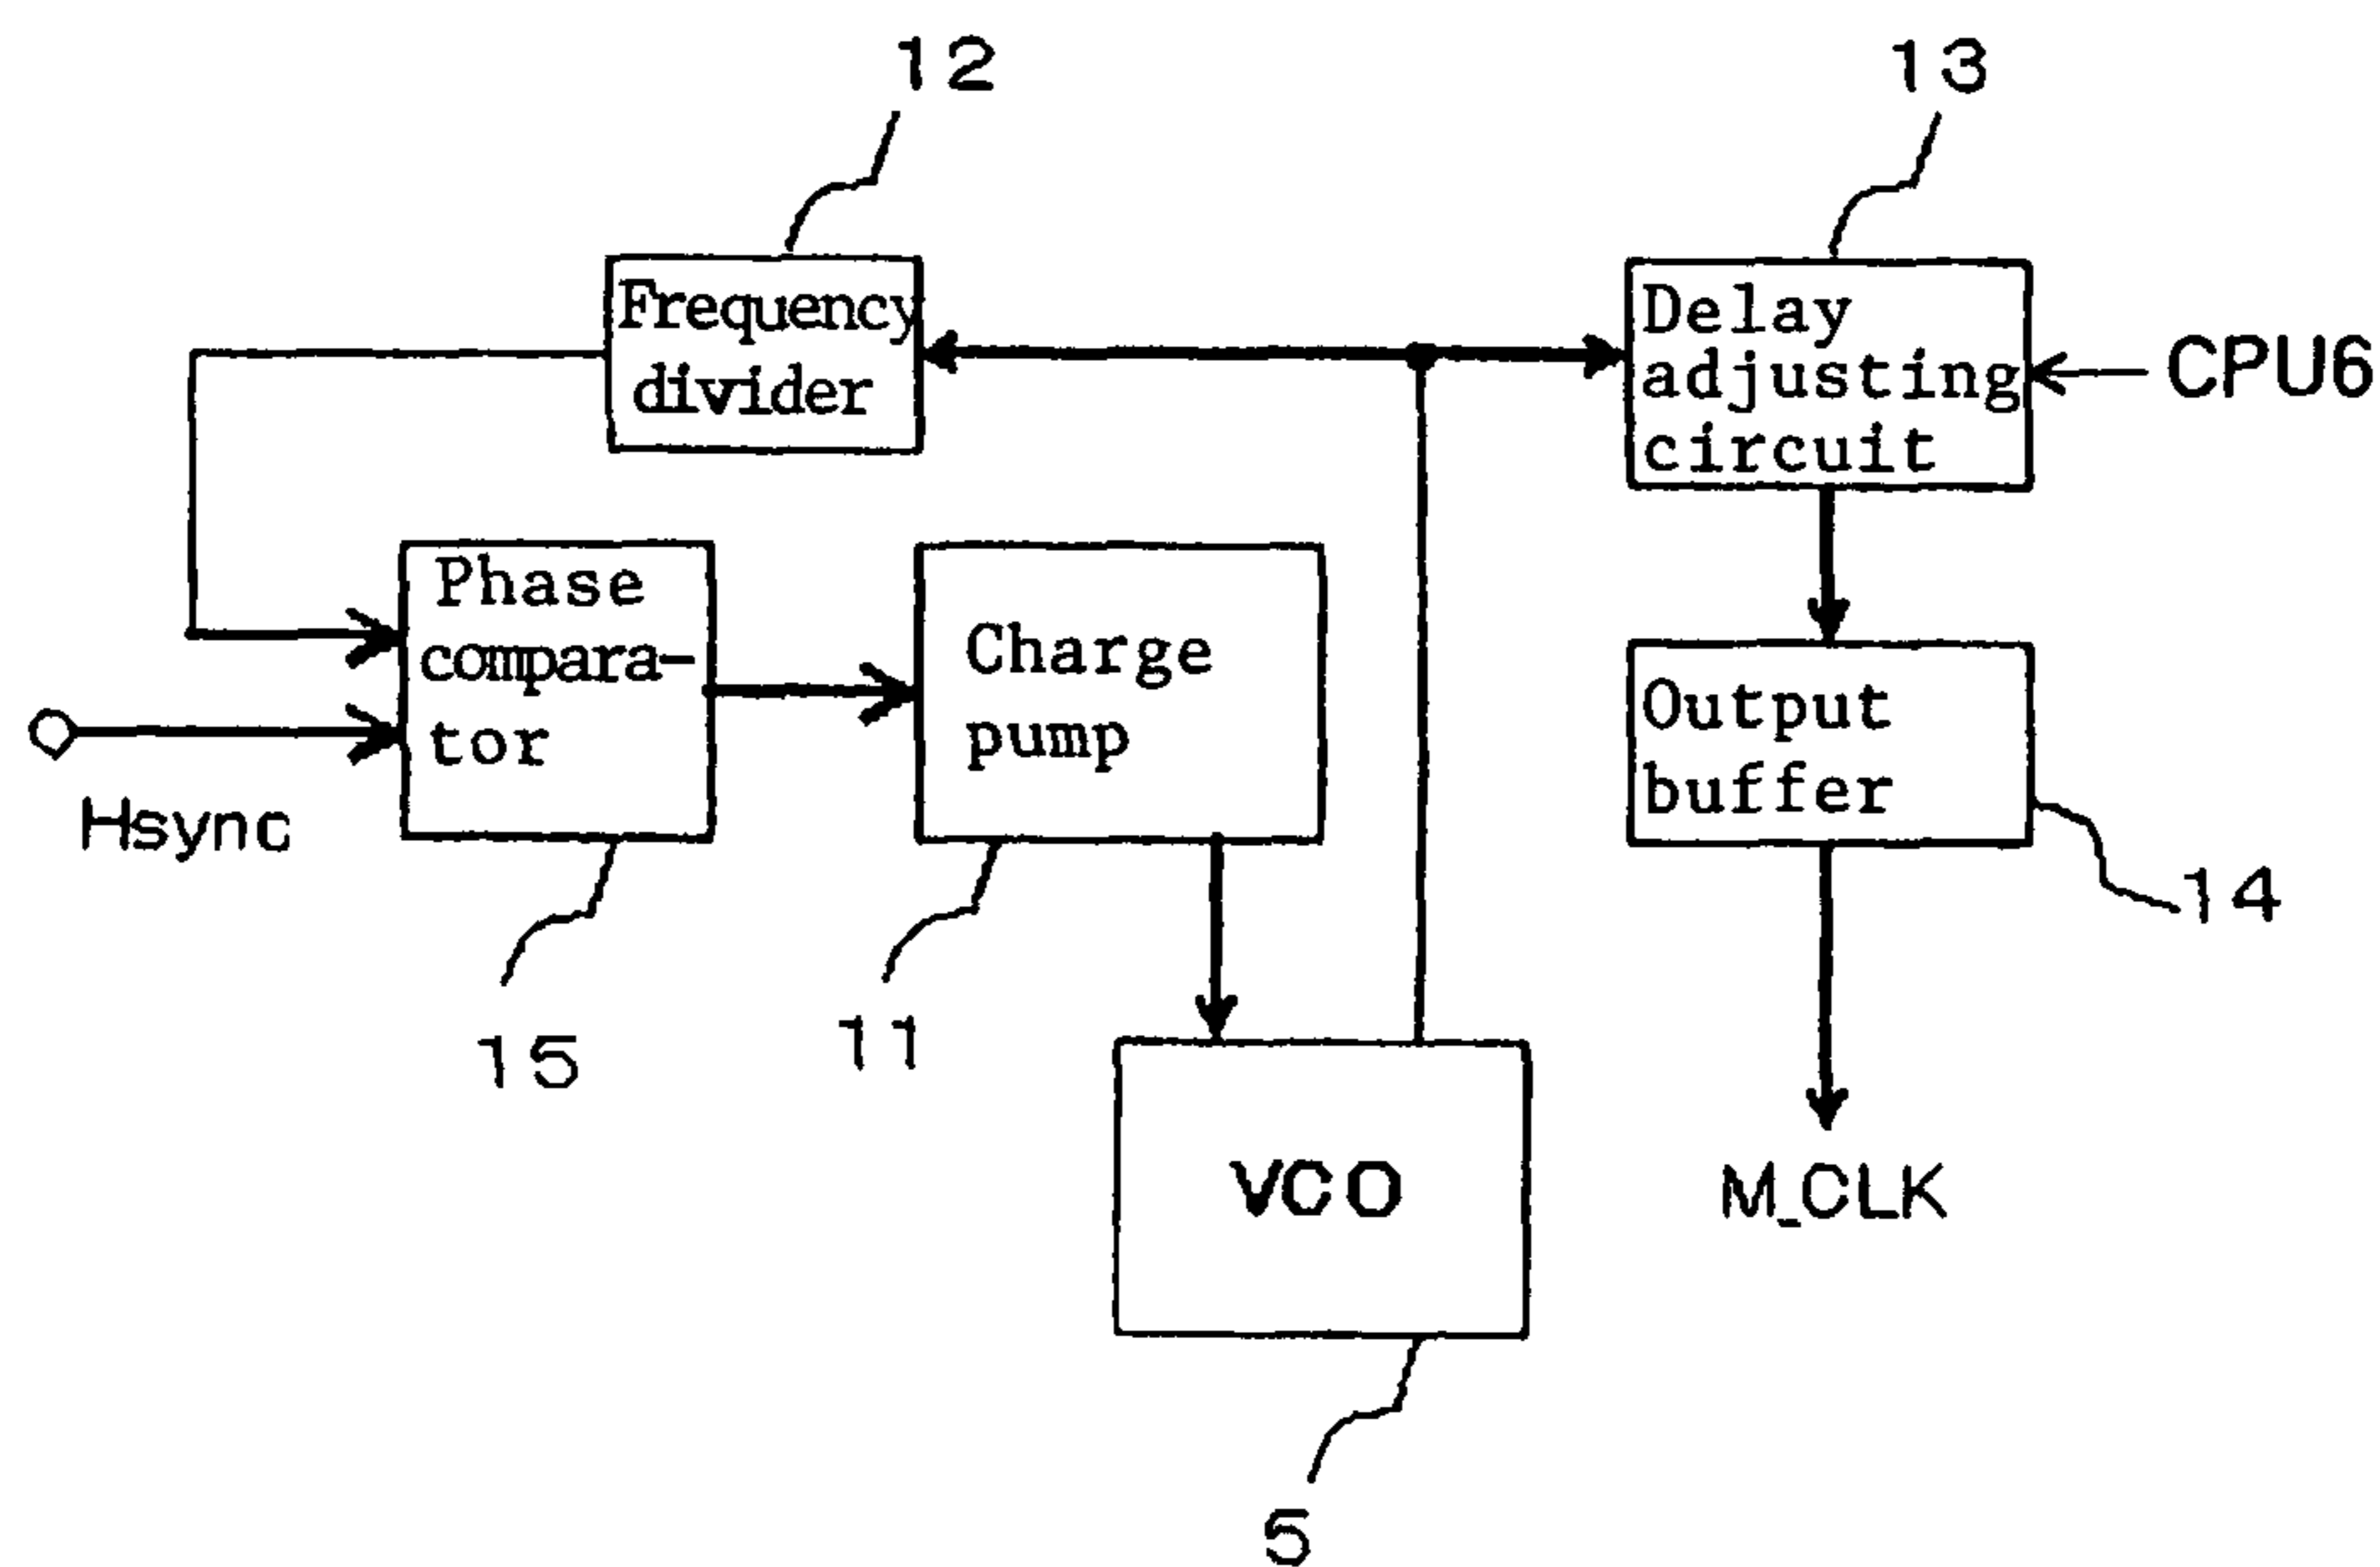 12
13
Frequency
divider
Delay
adjusting
circuit
CPU6
Phase
compara-
tor
Charge
pump
Output
buffer
Hsync
14
15
11
VCO
M_CLK
5